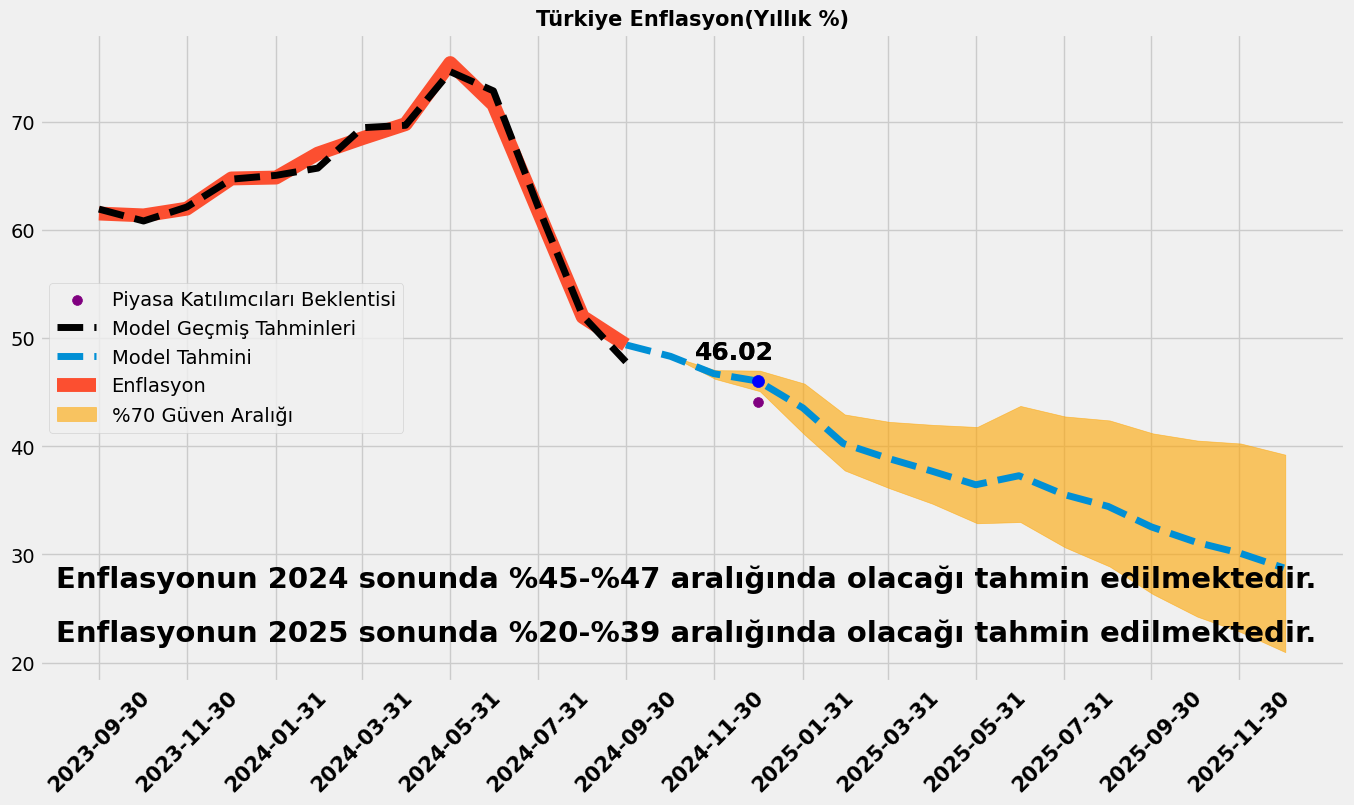 Türkiye Enflasyon(Yıllık %)
70
60
50
40
30
20
Piyasa Katılımcıları Beklentisi
Model Geçmiş Tahminleri
Model Tahmini
Enflasyon
%70 Güven Aralığı
46.02
Enflasyonun 2024 sonunda %45-%47 aralığında olacağı tahmin edilmektedir.
Enflasyonun 2025 sonunda %20-%39 aralığında olacağı tahmin edilmektedir.
2023-09-30
2023-11-30
2024-01-31
2024-03-31
2024-05-31
2024-07-31
2024-09-30
2024-11-30
2025-01-31
2025-03-31
2025-05-31
2025-07-31
2025-09-30
2025-11-30